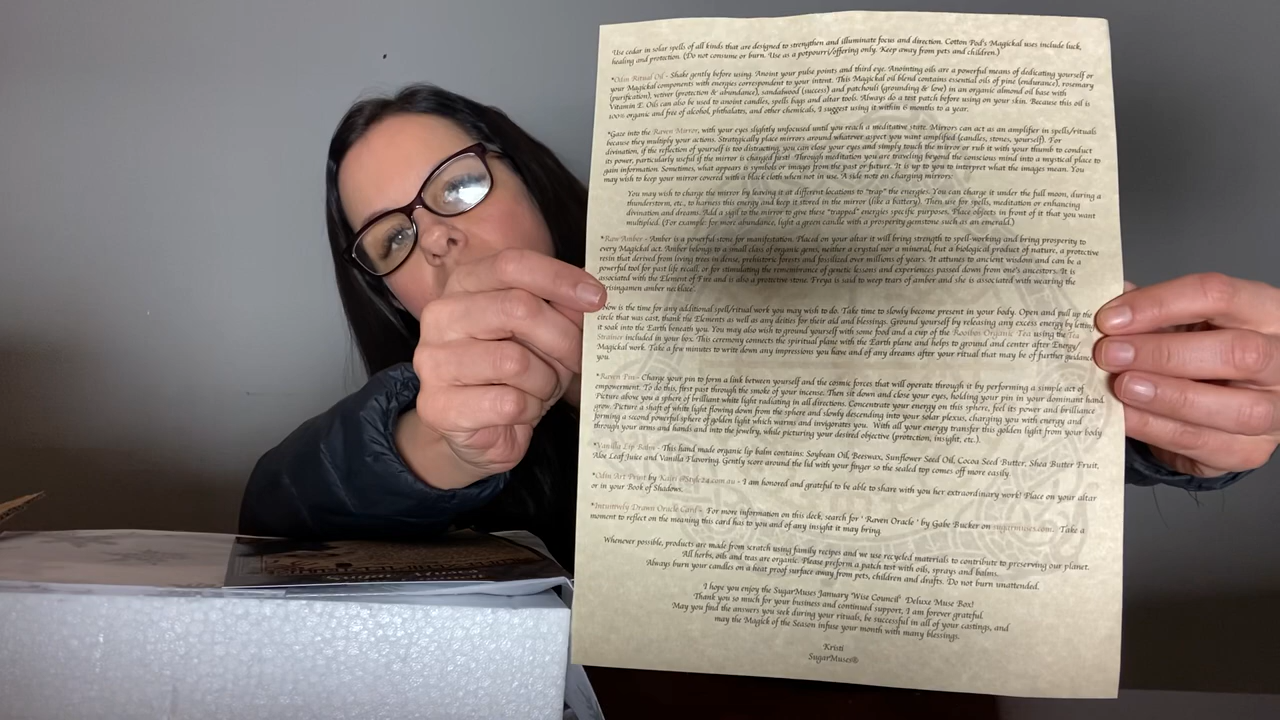 Use cedar in solar spells of all kinds that are designed to strengthen and illuminate focus and direction. Cotton Pod's Magickal uses include luck,
healing and protection. (Do not consume or burn. Use as a potpourri/offering only. Keep away from pets and children.)
*Odin Ritual Oil - Shake gently before using. Anoint your pulse points and third eye. Anointing oils are a powerful means of dedicating yourself or
your Magickal components with energies correspondent to your intent. This Magickal oil blend contains essential oils of pine (endurance), rosemary
(purification), vetiver (protection & abundance), sandalwood (success) and patchouli (grounding & love) in an organic almond oil base with
Vitamin E. Oils can also be used to anoint candles, spells bags and altar tools. Always do a test patch before using on your skin. Because this oil is
100% organic and free of alcohol, phthalates, and other chemicals, I suggest using it within 6 months to a year.
*Gaze into the Raven Mirror, with your eyes slightly unfocused until you reach a meditative state. Mirrors can act as an amplifier in spells/rituals
because they multiply your actions. Strategically place mirrors around whatever aspect you want amplified (candles, stones, yourself). For
divination, if the reflection of yourself is too distracting, you can close your eyes and simply touch the mirror or rub it with your thumb to conduct
its power, particularly useful if the mirror is charged first! Through meditation you are traveling beyond the conscious mind into a mystical place to
gain information. Sometimes, what appears is symbols or images from the past or future. It is up to you to interpret what the images mean. You
may wish to keep your mirror covered with a black cloth when not in use. A side note on charging mirrors:
You may wish to charge the mirror by leaving it at different locations to "trap" the energies. You can charge it under the full moon, during a
thunderstorm, etc., to harness this energy and keep it stored in the mirror (like a battery). Then use for spells, meditation or enhancing
divination and dreams. Add a sigil to the mirror to give these "trapped" energies specific purposes. Place objects in front of it that you want
multiplied. (For example: for more abundance, light a green candle with a prosperity gemstone such as an emerald.)
*Raw Amber - Amber is a powerful stone for manifestation. Placed on your altar it will bring strength to spell-working and bring prosperity to
every Magickal act. Amber belongs to a small class of organic gems, neither a crystal nor a mineral, but a biological product of nature, a protective
resin that derived from living trees in dense, prehistoric forests and fossilized over millions of years. It attunes to ancient wisdom and can be a
powerful tool for past life recall, or for stimulating the remembrance of genetic lessons and experiences passed down from one's ancestors. It is
associated with the Element of Fire and is also a protection stone. Freya is said to weep tears of amber and she is associated with wearing the
Brisingamen amber necklace.
Now is the time for any additional spell/ritual work you may wish to do. Take time to slowly become present in your body. Open and pull up the
circle that was cast, thank the Elements as well as any deities for their aid and blessings. Ground yourself by releasing any excess energy by letting
it soak into the Earth beneath you. You may also wish to ground yourself with some food and a cup of the Rooibos Organic Tea using the Tea
Strainer included in your box. This ceremony connects the spiritual plane with the Earth plane and helps to ground and center after Energy/
Magickal work. Take a few minutes to write down any impressions you have and of any dreams after your ritual that may be of further guidance
you.
*Raven Pin - Charge your pin to form a link between yourself and the cosmic forces that will operate through it by performing a simple act of
empowerment. To do this, first past through the smoke of your incense. Then sit down and close your eyes, holding your pin in your dominant hand.
Picture above you a sphere of brilliant white light radiating in all directions. Concentrate your energy on this sphere, feel its power and brilliance
grow. Picture a shaft of white light flowing down from the sphere and slowly descending into your solar plexus, charging you with energy and
forming a second powerful sphere of golden light which warms and invigorates you. With all your energy transfer this golden light from your body
through your arms and hands and into the jewelry, while picturing your desired objective (protection, insight, etc.).
*Vanilla Lip Balm - This hand made organic lip balm contains: Soybean Oil, Beeswax, Sunflower Seed Oil, Cocoa Seed Butter, Shea Butter Fruit,
Aloe Leaf Juice and Vanilla Flavoring. Gently score around the lid with your finger so the sealed top comes off more easily.
*Odin Art Print by Kaiti @Style24.com.au - I am honored and grateful to be able to share with you her extraordinary work! Place on your altar
or in your Book of Shadows.
*Intuitively Drawn Oracle Card - For more information on this deck, search for ' Raven Oracle ' by Gabe Bucker on sugarmuses.com. Take a
moment to reflect on the meaning this card has to you and of any insight it may bring.
Whenever possible, products are made from scratch using family recipes and we use recycled materials to contribute to preserving our planet.
All herbs, oils and teas are organic. Please preform a patch test with oils, sprays and balms.
Always burn your candles on a heat proof surface away from pets, children and drafts. Do not burn unattended.
I hope you enjoy the SugarMuses January 'Wise Council' Deluxe Muse Box!
Thank you so much for your business and continued support, I am forever grateful.
May you find the answers you seek during your rituals, be successful in all of your castings, and
may the Magick of the Season infuse your month with many blessings.
Kristi
SugarMuses®